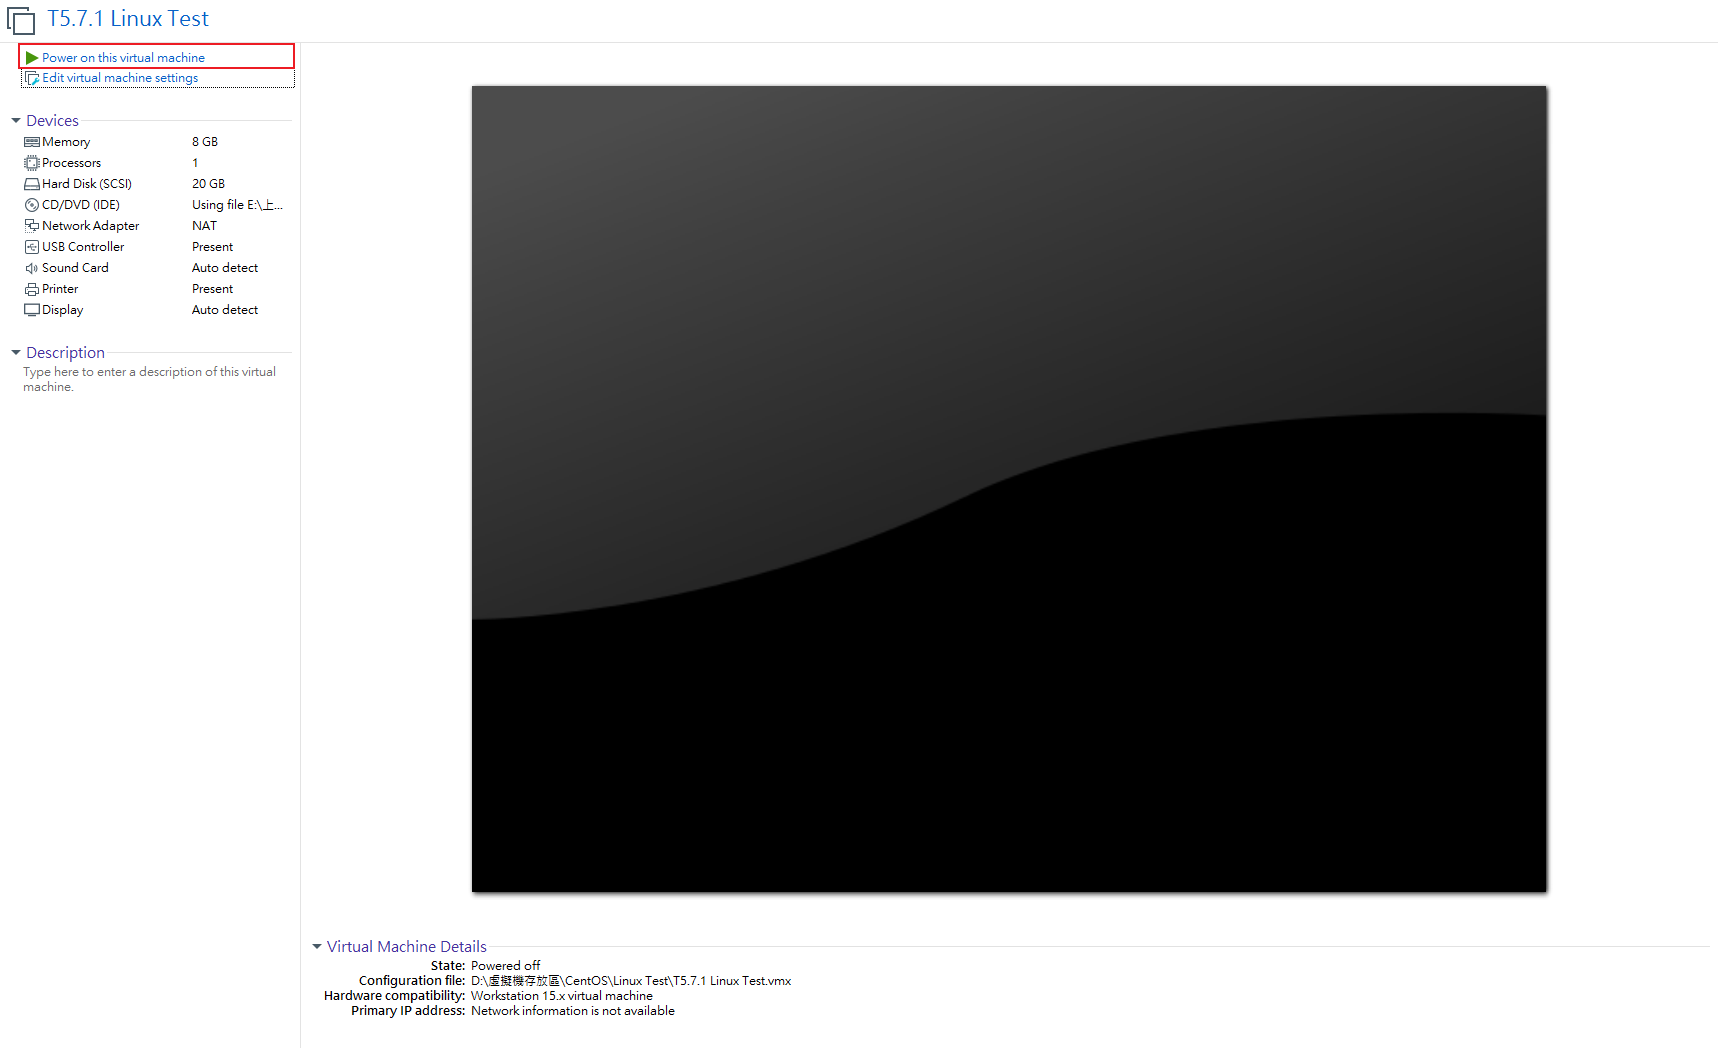 T5.7.1 Linux Test
Power on this virtual machine
Edit virtual machine settings
Devices
Memory 8 GB
Processors 1
Hard Disk (SCSI) 20 GB
CD/DVD (IDE) Using file E:\上...
Network Adapter NAT
USB Controller Present
Sound Card Auto detect
Printer Present
Display Auto detect
Description
Type here to enter a description of this virtual
machine.
Virtual Machine Details
State: Powered off
Configuration file: D:\虛擬機存放區\CentOS\Linux Test\T5.7.1 Linux Test.vmx
Hardware compatibility: Workstation 15.x virtual machine
Primary IP address: Network information is not available